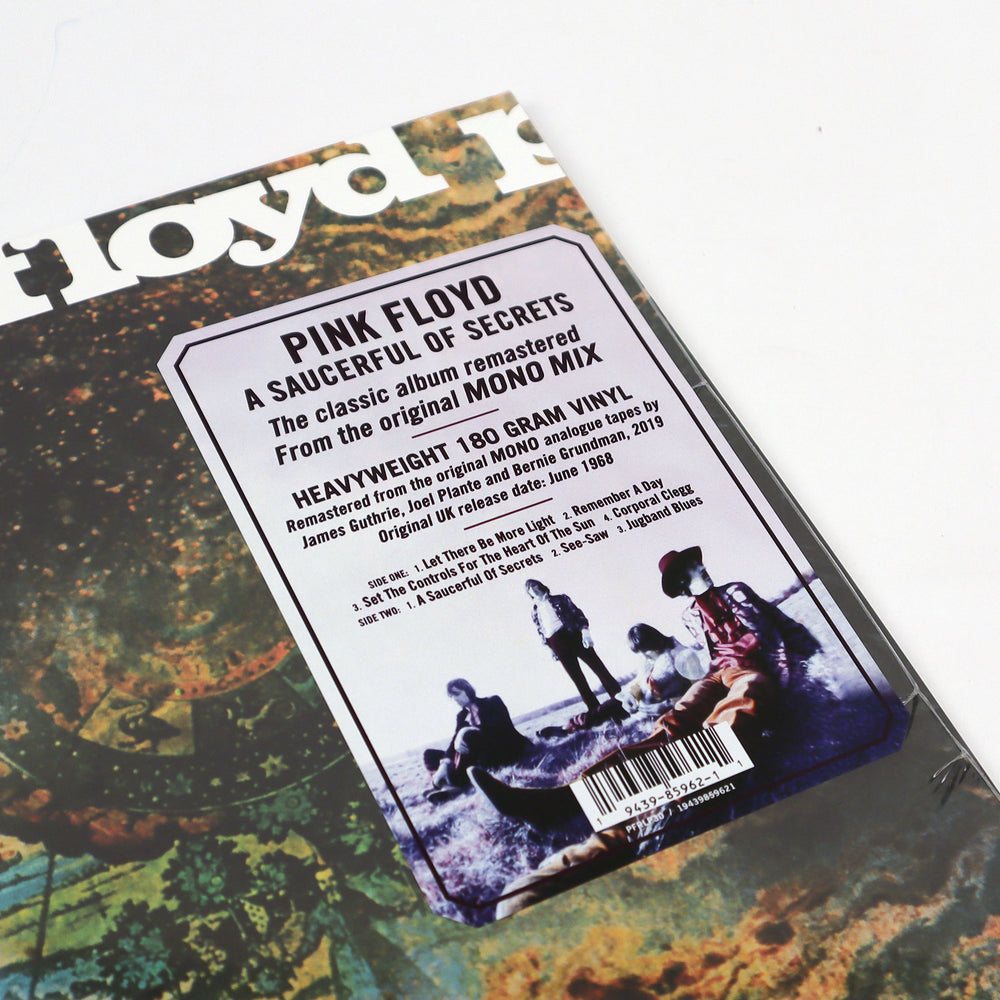 floyd p
PINK FLOYD
A SAUCERFUL OF SECRETS
The classic album remastered
From the original MONO MIX
HEAVYWEIGHT 180 GRAM VINYL
Remastered from the original MONO analogue tapes by
James Guthrie, Joel Plante and Bernie Grundman, 2019
Original UK release date: June 1968
SIDE ONE: 1. Let There Be More Light 2. Remember A Day
3. Set The Controls For The Heart Of The Sun 4. Corporal Clegg
SIDE TWO: 1. A Saucerful Of Secrets 2. See-Saw 3. Jugband Blues
1 9439-85962-1 1
PFRLP30 / 19439859621